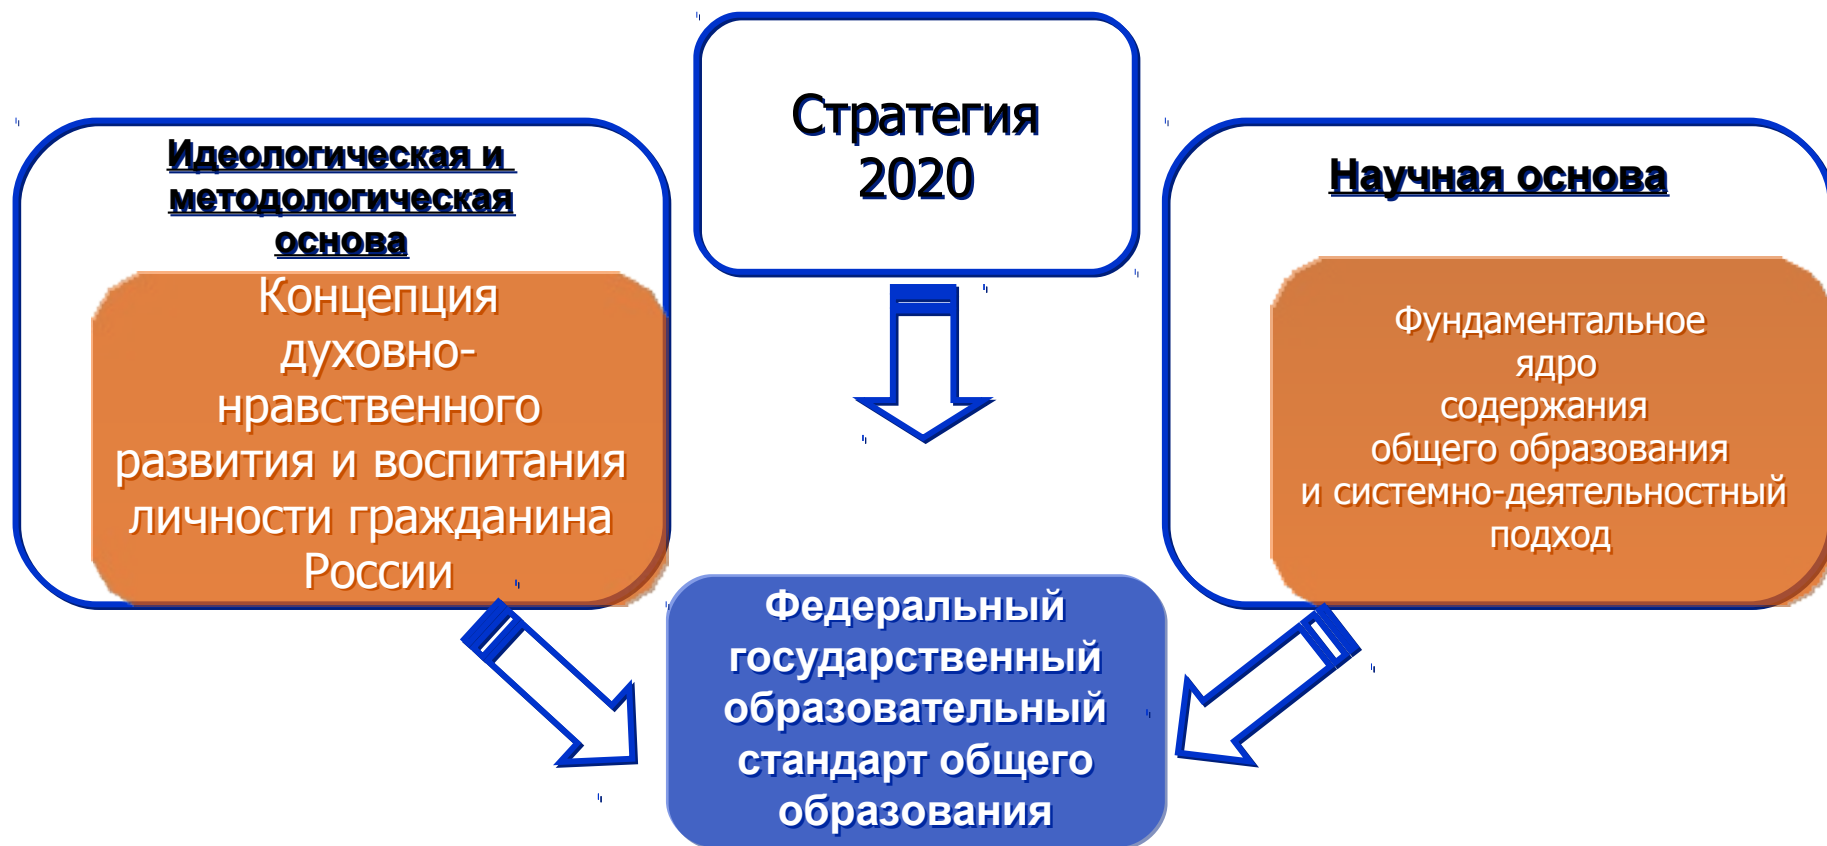 Стратегия
2020
Идеологическая и
методологическая
основа
Концепция
духовно-
нравственного
развития и воспитания
личности гражданина
России
Научная основа
Фундаментальное
ядро
содержания
общего образования
и системно-деятельностный
подход
Федеральный
государственный
образовательный
стандарт общего
образования